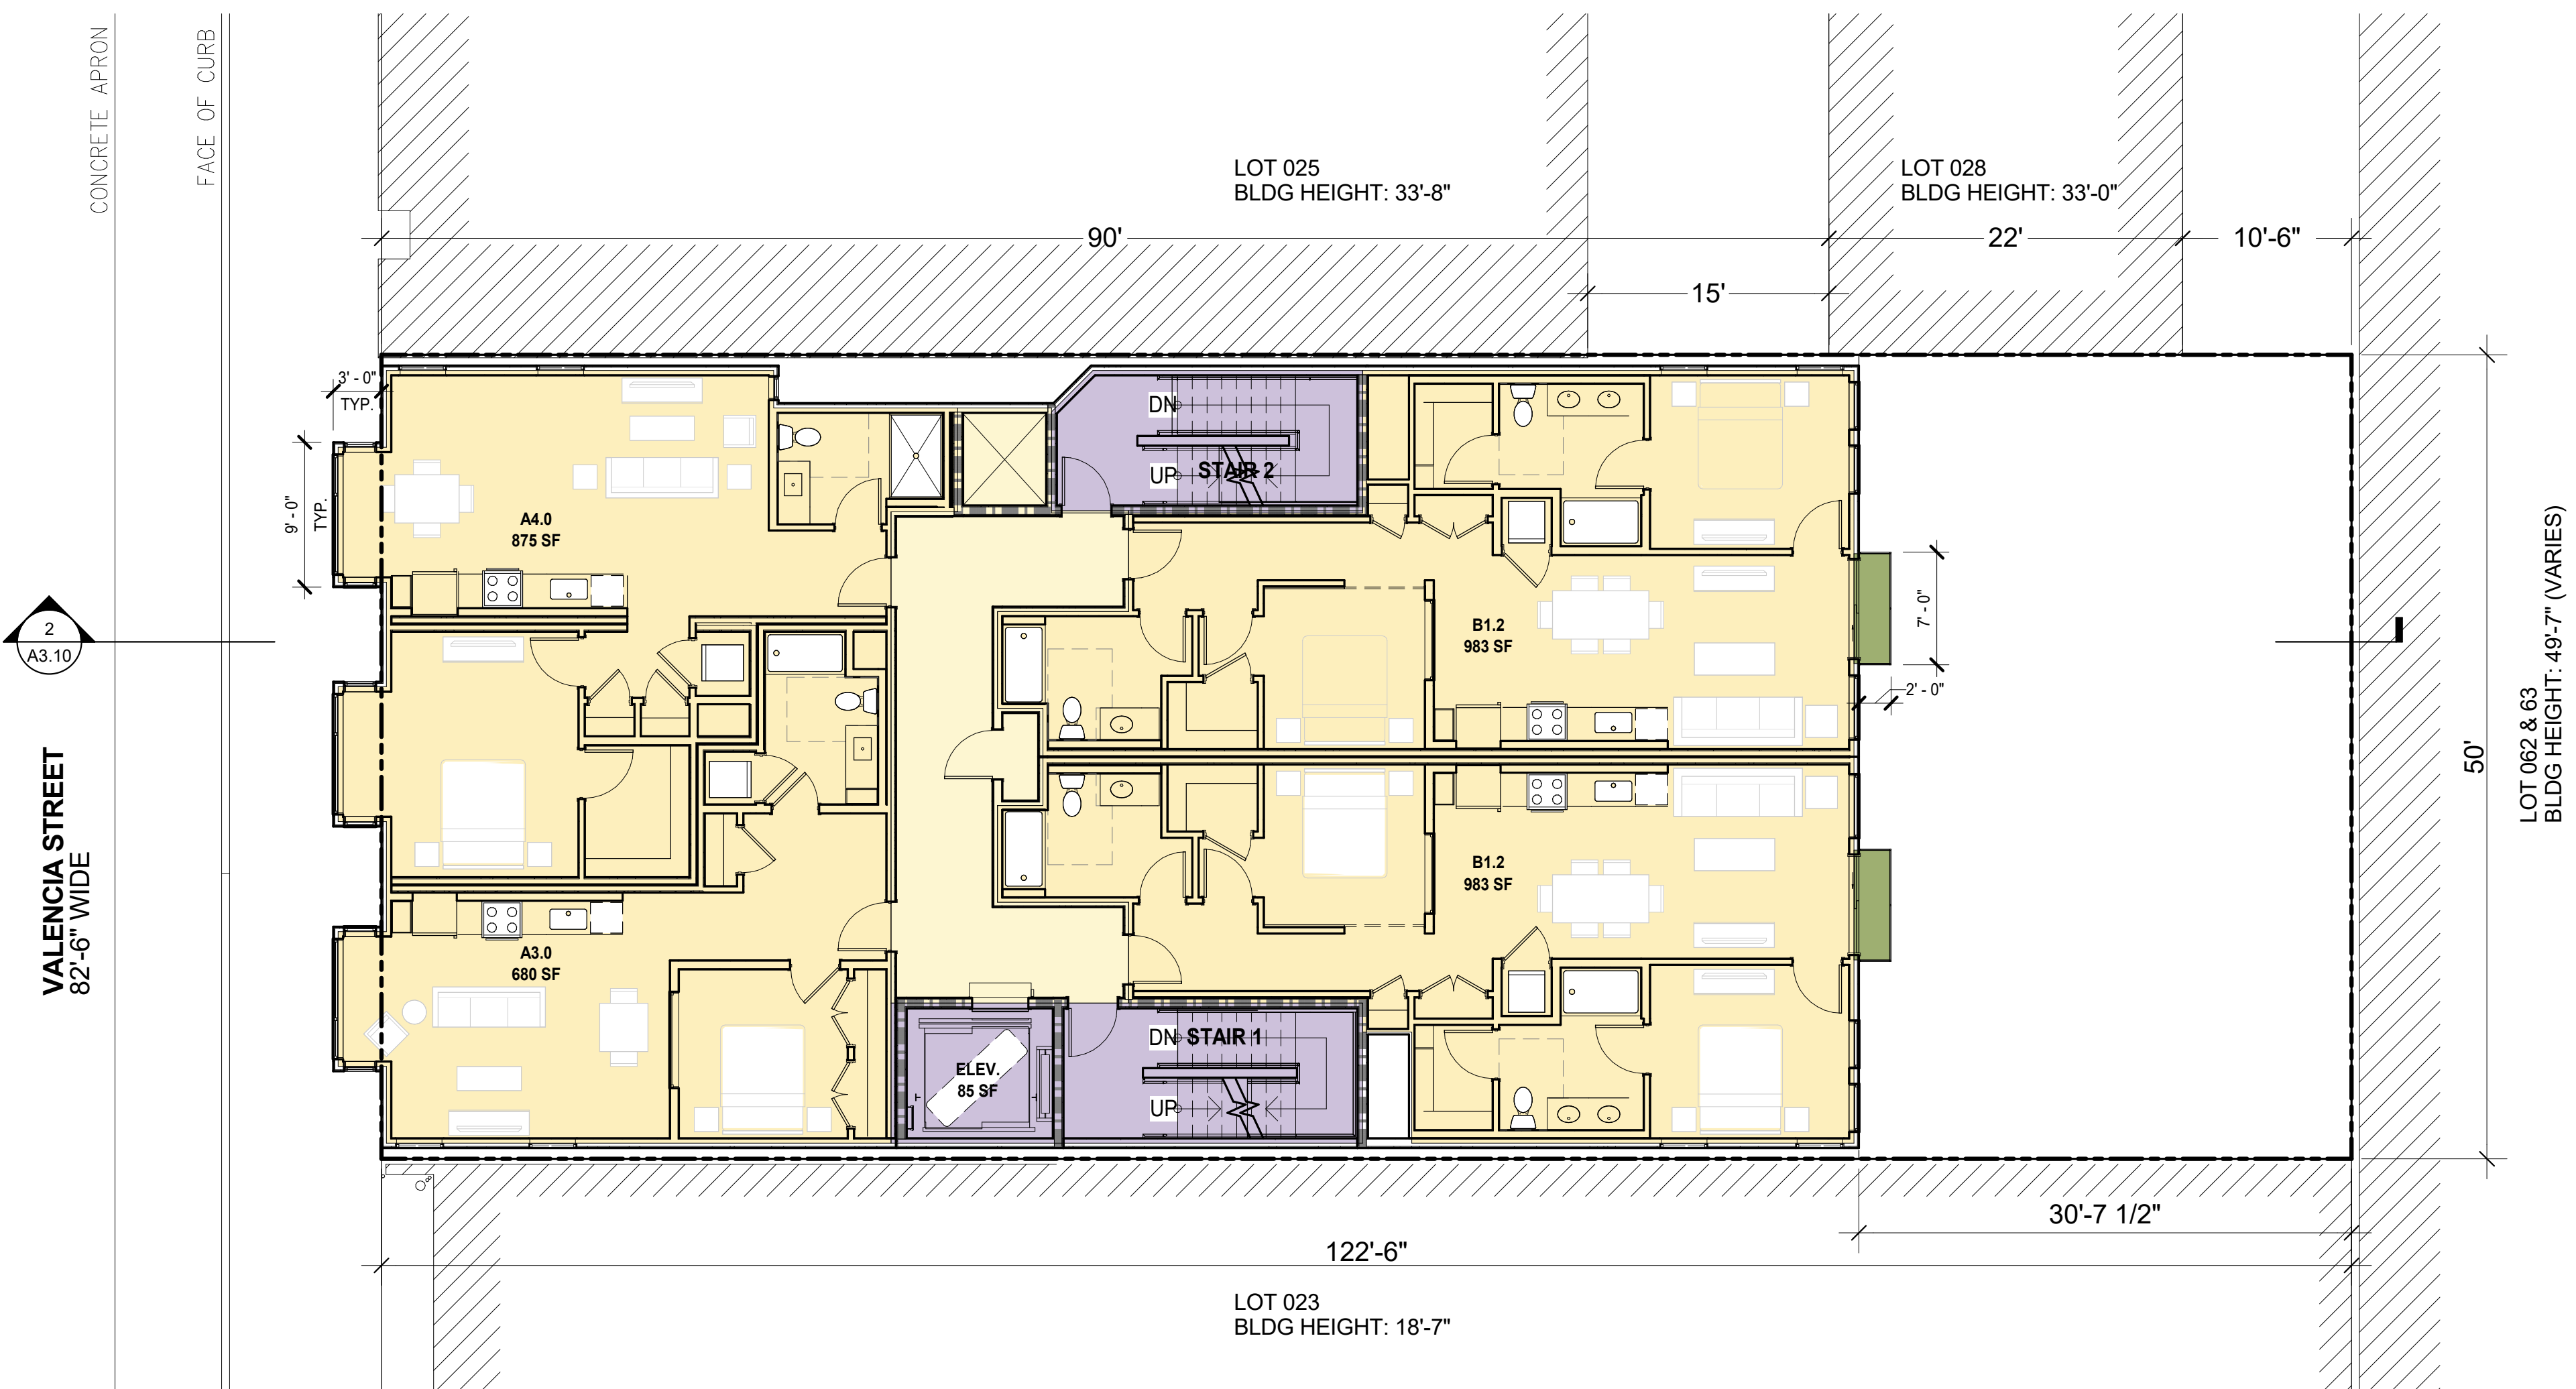 CONCRETE APRON
FACE OF CURB
LOT 025
BLDG HEIGHT: 33'-8"
LOT 028
BLDG HEIGHT: 33'-0"
90'
22'
10'-6"
15'
3' - 0"
TYP.
9' - 0"
TYP.
A4.0
875 SF
DN
UP
STAIR 2
B1.2
983 SF
7' - 0"
2' - 0"
2
A3.10
VALENCIA STREET
82'-6" WIDE
B1.2
983 SF
A3.0
680 SF
ELEV.
85 SF
DN
STAIR 1
UP
50'
LOT 062 & 63
BLDG HEIGHT: 49'-7" (VARIES)
30'-7 1/2"
122'-6"
LOT 023
BLDG HEIGHT: 18'-7"